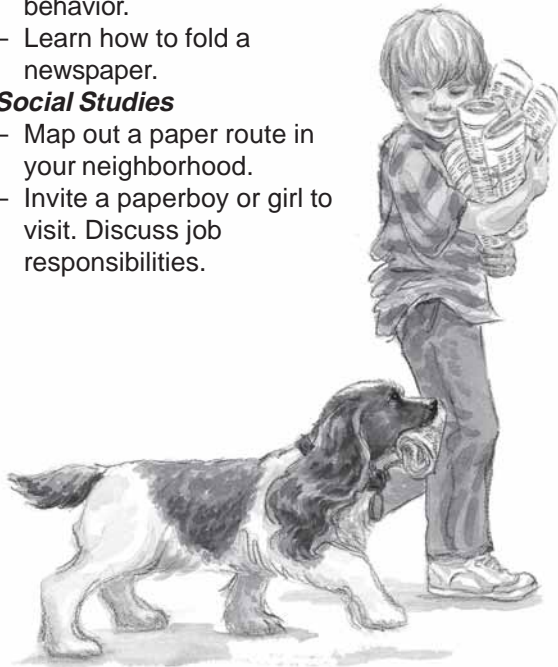 behavior.
– Learn how to fold a
newspaper.
Social Studies
– Map out a paper route in
your neighborhood.
– Invite a paperboy or girl to
visit. Discuss job
responsibilities.